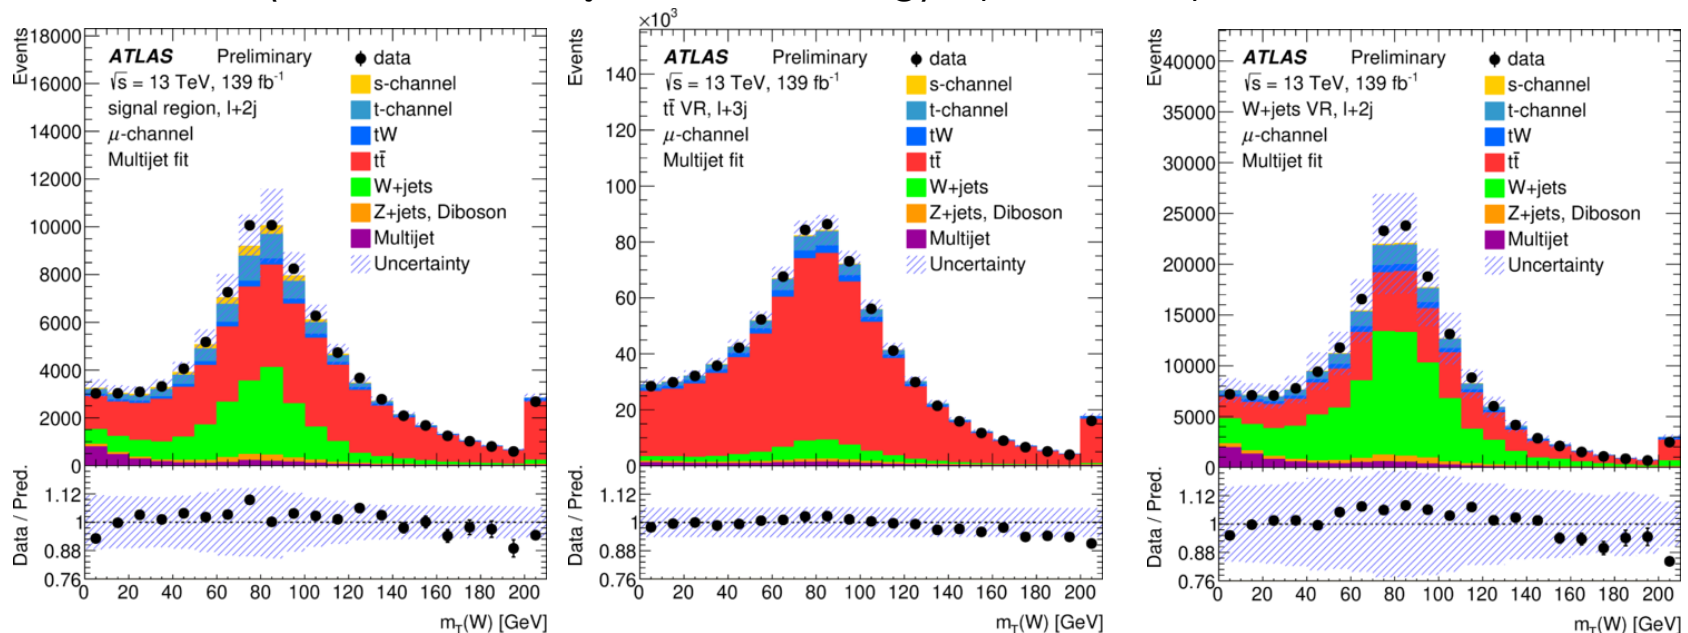 Events
18000
16000
14000
12000
10000
8000
6000
4000
2000
0
ATLAS Preliminary
√s = 13 TeV, 139 fb⁻¹
signal region, l+2j
μ-channel
Multijet fit
data
s-channel
t-channel
tW
tt̄
W+jets
Z+jets, Diboson
Multijet
Uncertainty
Data / Pred.
1.12
1
0.88
0.76
0 20 40 60 80 100 120 140 160 180 200
m_T(W) [GeV]
×10³
Events
140
120
100
80
60
40
20
0
ATLAS Preliminary
√s = 13 TeV, 139 fb⁻¹
tt̄ VR, l+3j
μ-channel
Multijet fit
data
s-channel
t-channel
tW
tt̄
W+jets
Z+jets, Diboson
Multijet
Uncertainty
Data / Pred.
1.12
1
0.88
0.76
0 20 40 60 80 100 120 140 160 180 200
m_T(W) [GeV]
Events
40000
35000
30000
25000
20000
15000
10000
5000
0
ATLAS Preliminary
√s = 13 TeV, 139 fb⁻¹
W+jets VR, l+2j
μ-channel
Multijet fit
data
s-channel
t-channel
tW
tt̄
W+jets
Z+jets, Diboson
Multijet
Uncertainty
Data / Pred.
1.12
1
0.88
0.76
0 20 40 60 80 100 120 140 160 180 200
m_T(W) [GeV]